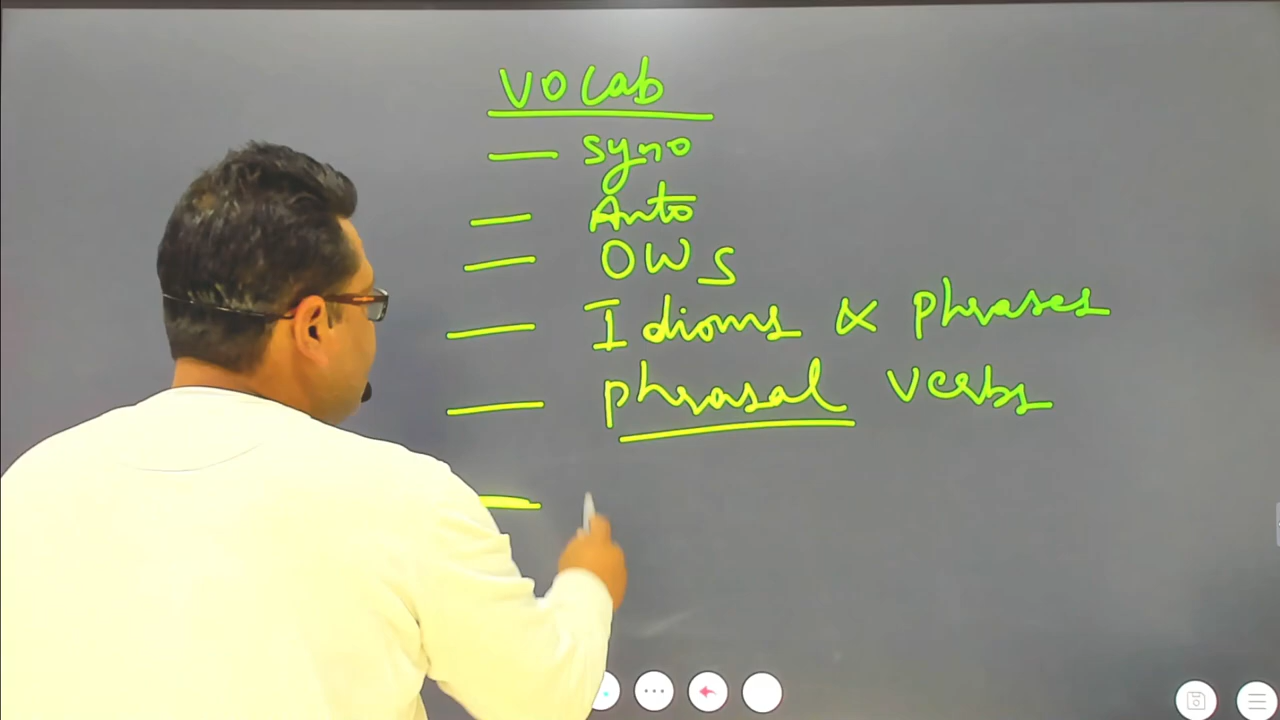 Vocab
— Syno
— Anto
— OWS
— Idioms & Phrases
— phrasal verbs
—